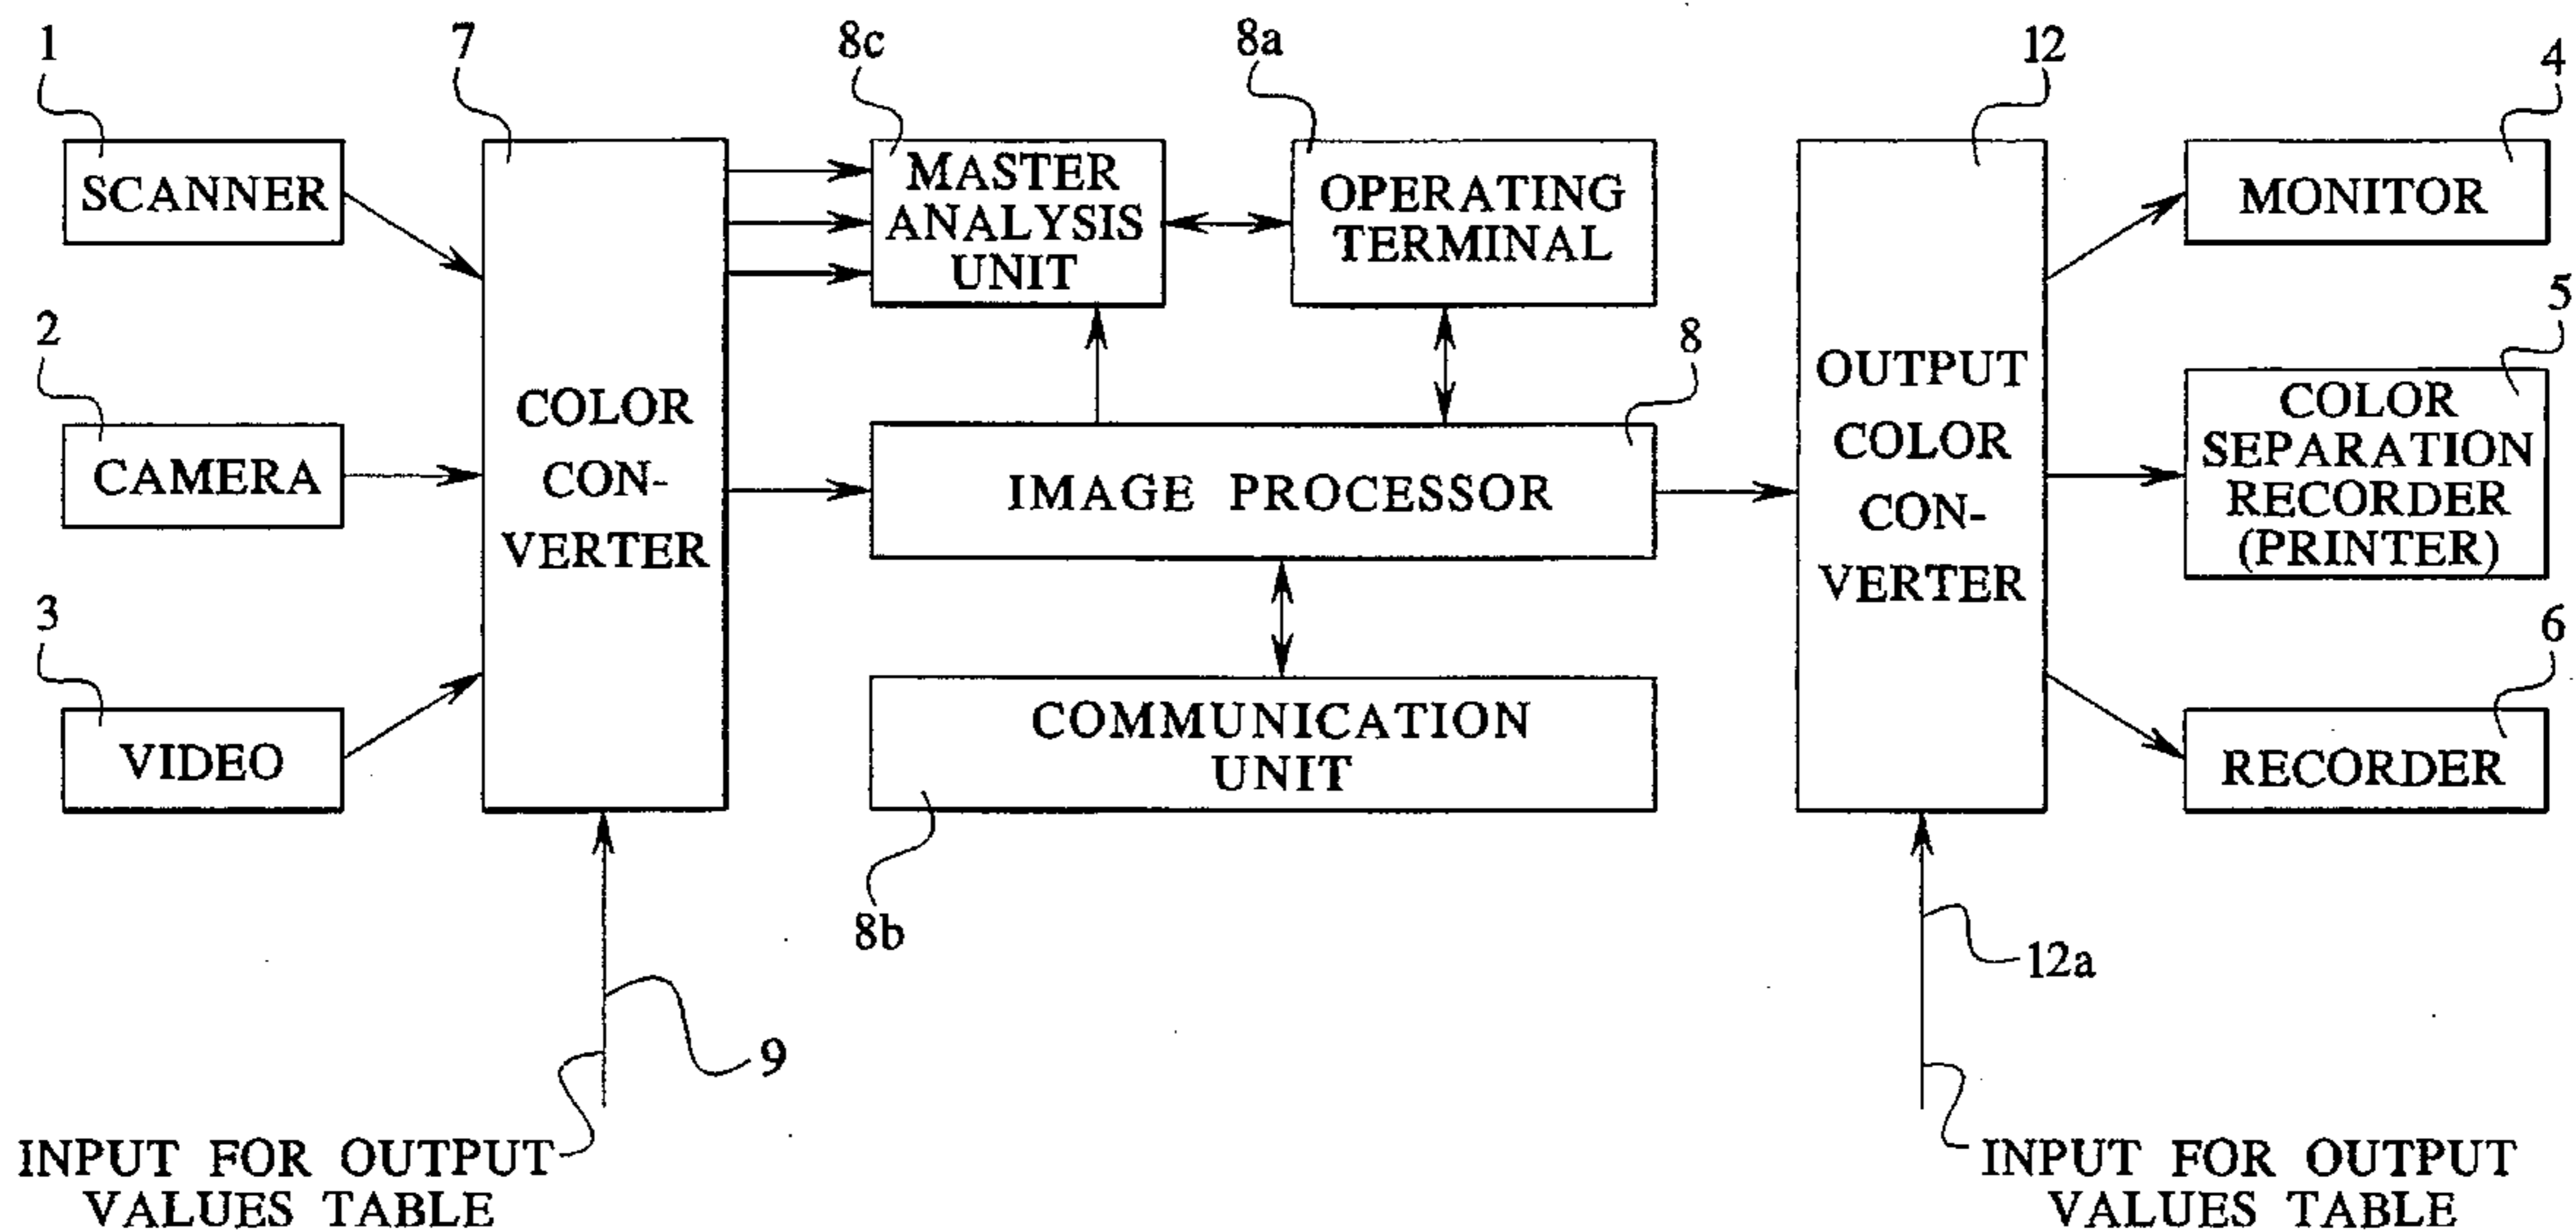 1
7
8c
8a
12
4
SCANNER
MASTER
ANALYSIS
UNIT
OPERATING
TERMINAL
MONITOR
2
8
5
CAMERA
COLOR
CON-
VERTER
IMAGE PROCESSOR
OUTPUT
COLOR
CON-
VERTER
COLOR
SEPARATION
RECORDER
(PRINTER)
3
6
VIDEO
COMMUNICATION
UNIT
RECORDER
8b
12a
9
INPUT FOR OUTPUT
VALUES TABLE
INPUT FOR OUTPUT
VALUES TABLE